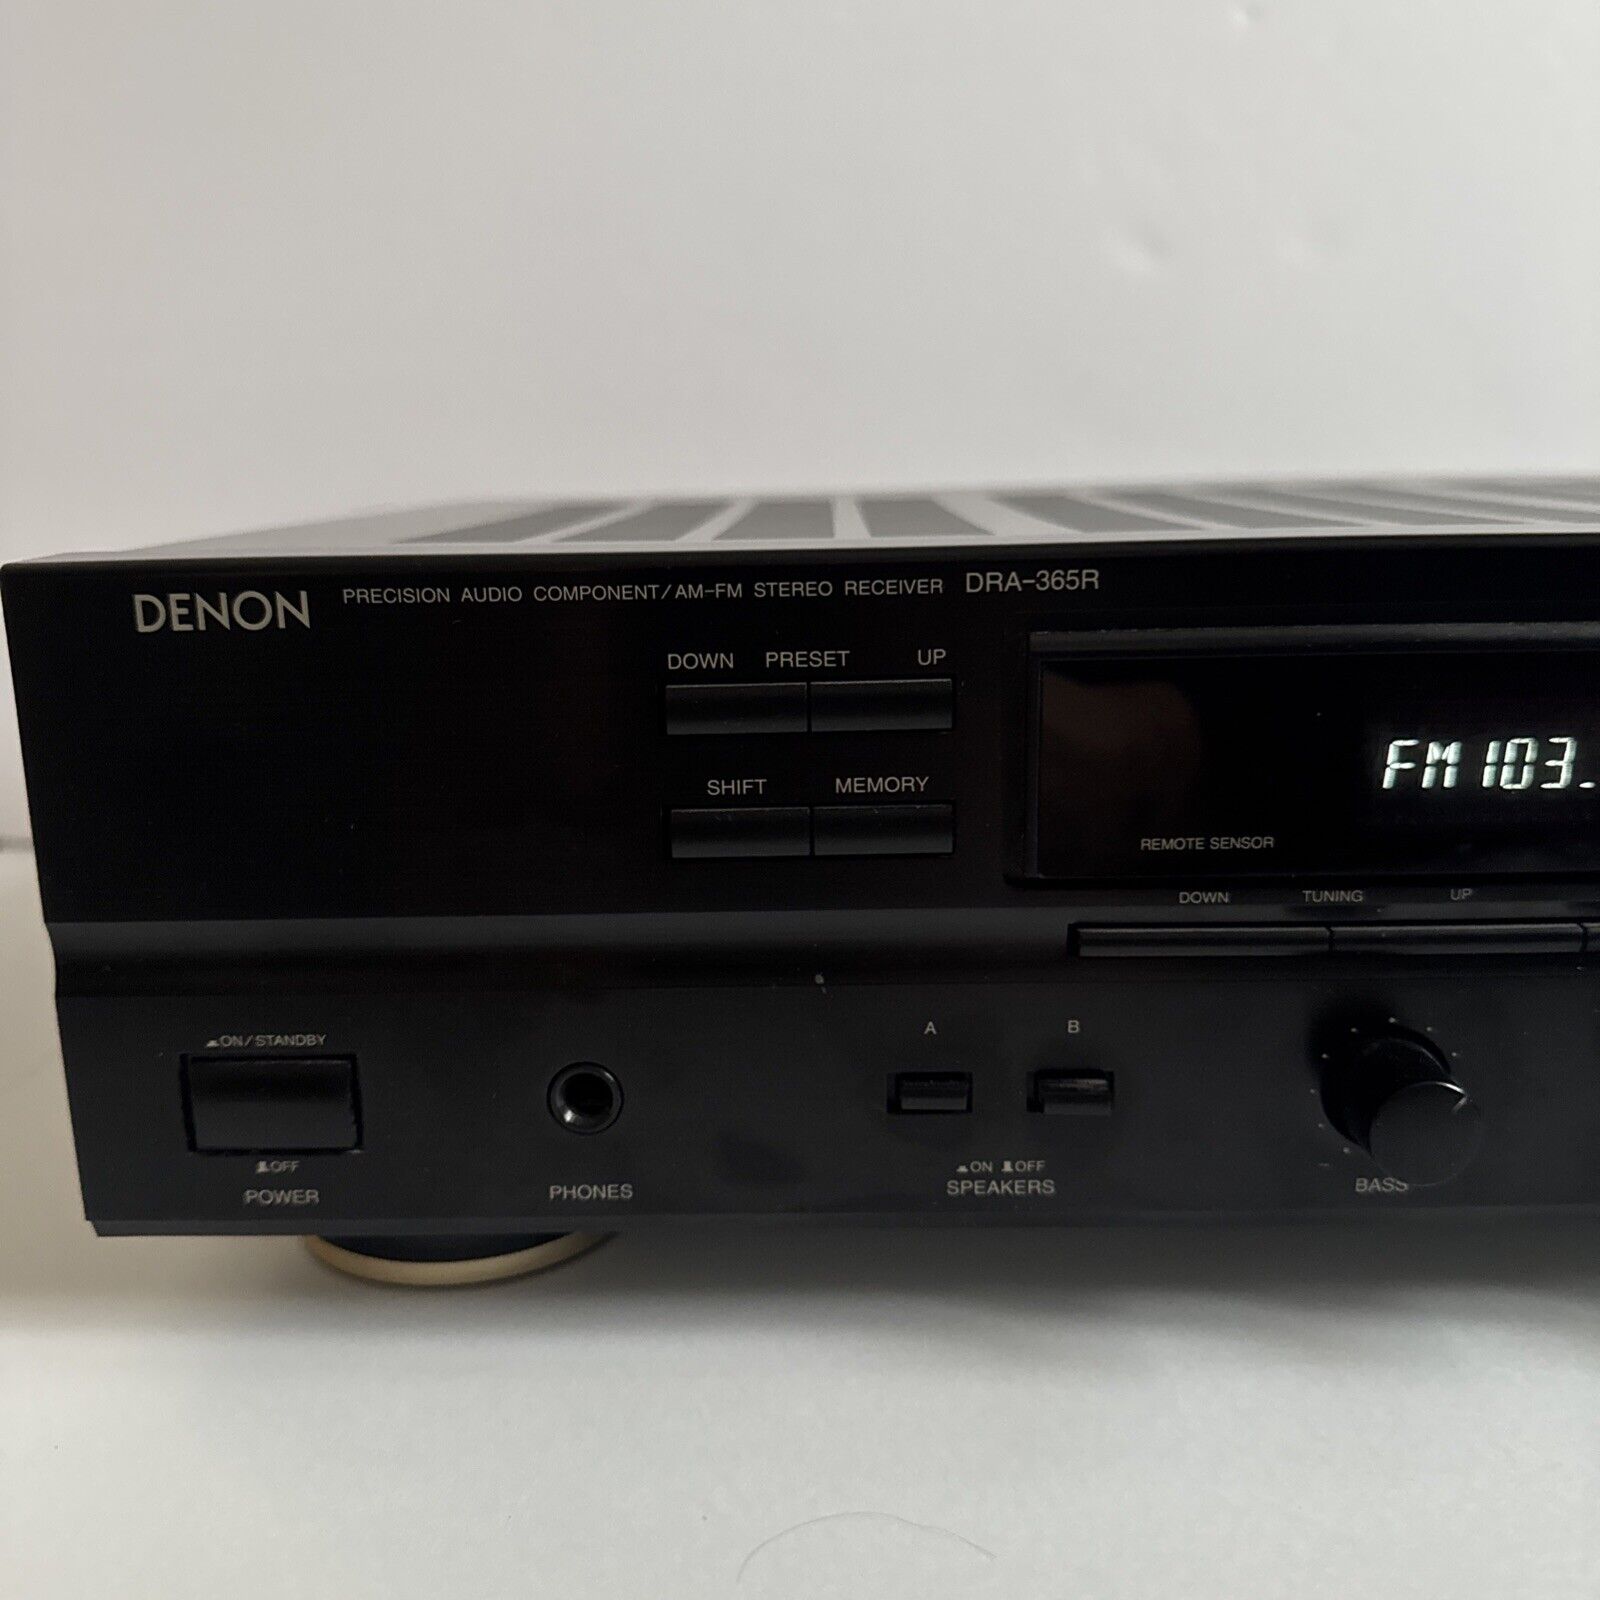 DENON PRECISION AUDIO COMPONENT/AM-FM STEREO RECEIVER DRA-365R
DOWN PRESET UP
SHIFT MEMORY
FM 103.
REMOTE SENSOR
DOWN TUNING UP
ON/STANDBY
OFF
POWER
PHONES
A B
ON OFF
SPEAKERS
BASS